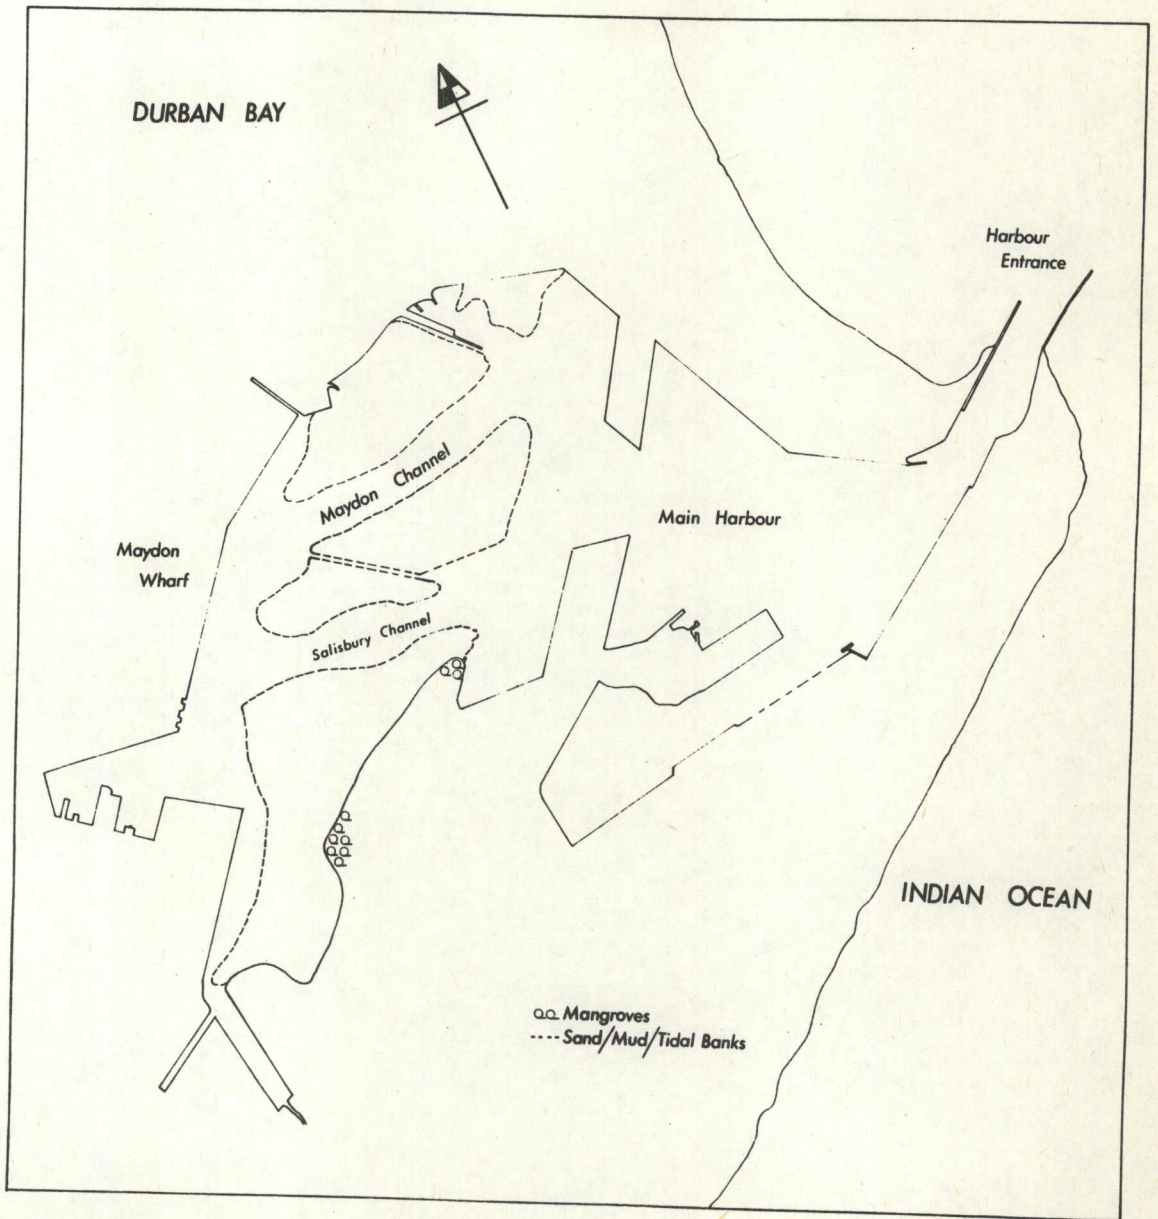 DURBAN BAY
Harbour
Entrance
Maydon Channel
Main Harbour
Maydon
Wharf
Salisbury Channel
INDIAN OCEAN
Mangroves
Sand/Mud/Tidal Banks